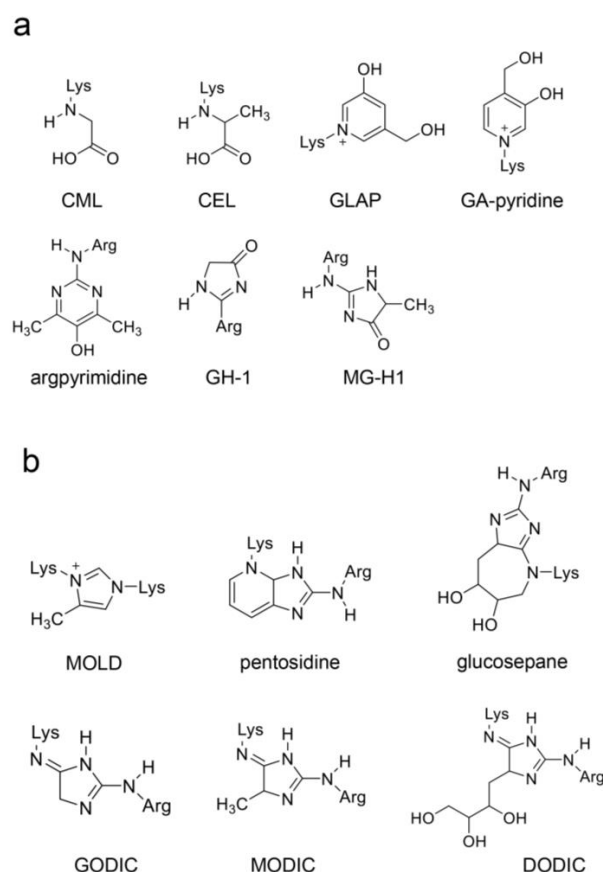 a
Lys
H N
HO O
CML
Lys
H N CH3
HO O
CEL
OH
OH
Lys N +
GLAP
OH
OH
N +
Lys
GA-pyridine
H N Arg
N N
H3C CH3
OH
argpyrimidine
O
N N
H
Arg
GH-1
Arg
H
N N
H
N CH3
O
MG-H1
b
Lys N + N Lys
H3C
MOLD
Lys H
N N Arg
N N
H
pentosidine
H N Arg
N N
N Lys
HO
HO
glucosepane
Lys H
N N H
N N
Arg
GODIC
Lys H
N N H
H3C N N
Arg
MODIC
Lys H
N N H
N N
Arg
HO OH
OH
DODIC